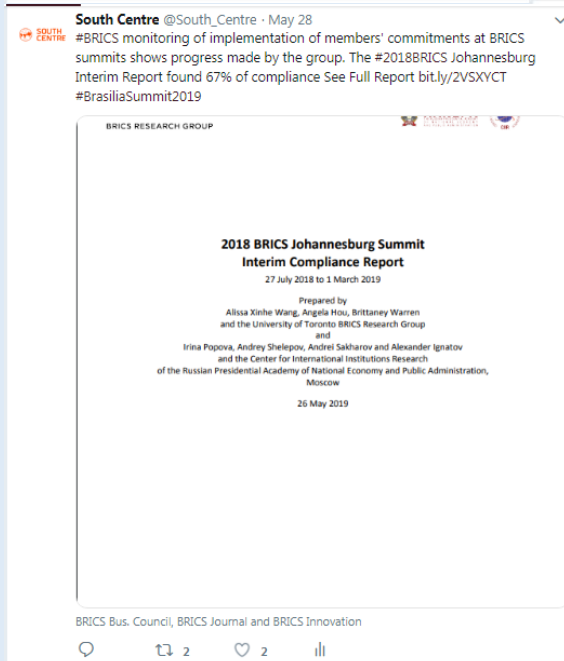 South Centre @South_Centre · May 28
SOUTH
CENTRE
#BRICS monitoring of implementation of members' commitments at BRICS
summits shows progress made by the group. The #2018BRICS Johannesburg
Interim Report found 67% of compliance See Full Report bit.ly/2VSXYCT
#BrasiliaSummit2019
BRICS RESEARCH GROUP
CIIR
2018 BRICS Johannesburg Summit
Interim Compliance Report
27 July 2018 to 1 March 2019
Prepared by
Alissa Xinhe Wang, Angela Hou, Brittaney Warren
and the University of Toronto BRICS Research Group
and
Irina Popova, Andrey Shelepov, Andrei Sakharov and Alexander Ignatov
and the Center for International Institutions Research
of the Russian Presidential Academy of National Economy and Public Administration,
Moscow
26 May 2019
BRICS Bus. Council, BRICS Journal and BRICS Innovation
2 2